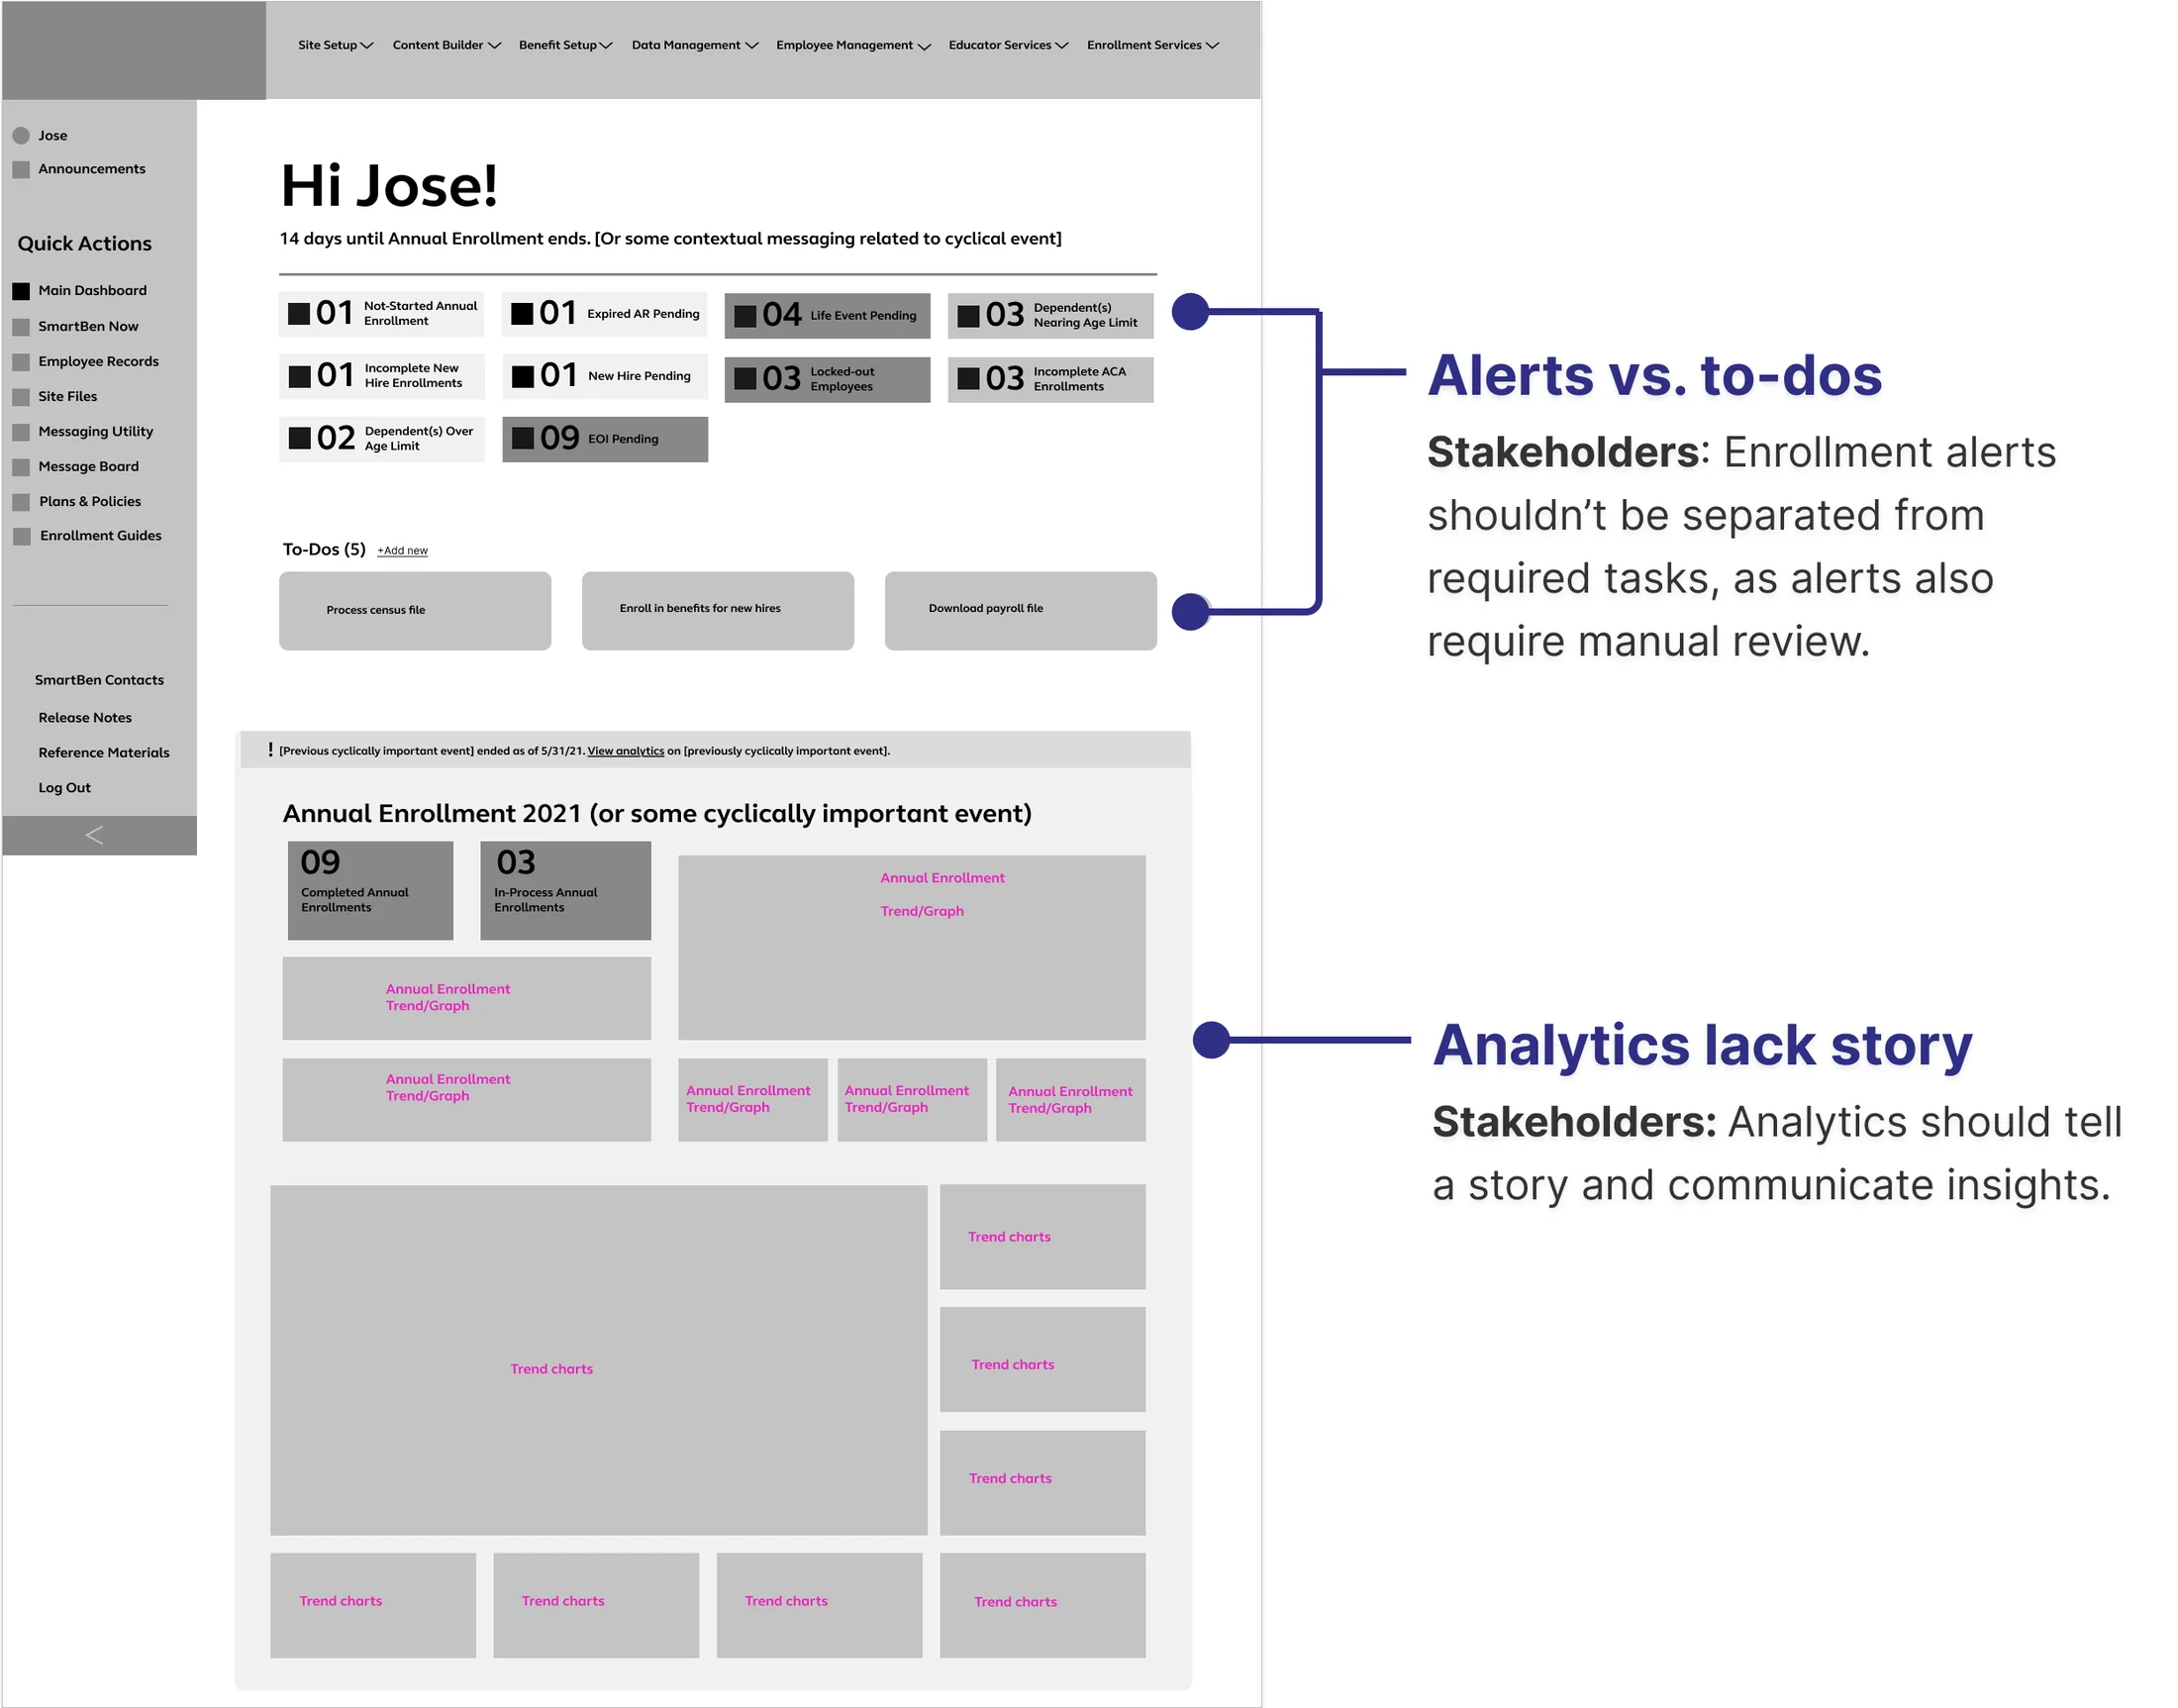 Site Setup
Content Builder
Benefit Setup
Data Management
Employee Management
Educator Services
Enrollment Services
Jose
Announcements
Quick Actions
Main Dashboard
SmartBen Now
Employee Records
Site Files
Messaging Utility
Message Board
Plans & Policies
Enrollment Guides
SmartBen Contacts
Release Notes
Reference Materials
Log Out
<
Hi Jose!
14 days until Annual Enrollment ends. [Or some contextual messaging related to cyclical event]
01 Not-Started Annual
Enrollment
01 Expired AR Pending
04 Life Event Pending
03 Dependent(s)
Nearing Age Limit
01 Incomplete New
Hire Enrollments
01 New Hire Pending
03 Locked-out
Employees
03 Incomplete ACA
Enrollments
02 Dependent(s) Over
Age Limit
09 EOI Pending
To-Dos (5) +Add new
Process census file
Enroll in benefits for new hires
Download payroll file
! [Previous cyclically important event] ended as of 5/31/21. View analytics on [previously cyclically important event].
Annual Enrollment 2021 (or some cyclically important event)
09
Completed Annual
Enrollments
03
In-Process Annual
Enrollments
Annual Enrollment
Trend/Graph
Annual Enrollment
Trend/Graph
Annual Enrollment
Trend/Graph
Annual Enrollment
Trend/Graph
Annual Enrollment
Trend/Graph
Annual Enrollment
Trend/Graph
Trend charts
Trend charts
Trend charts
Trend charts
Trend charts
Trend charts
Trend charts
Trend charts
Alerts vs. to-dos
Stakeholders: Enrollment alerts
shouldn’t be separated from
required tasks, as alerts also
require manual review.
Analytics lack story
Stakeholders: Analytics should tell
a story and communicate insights.